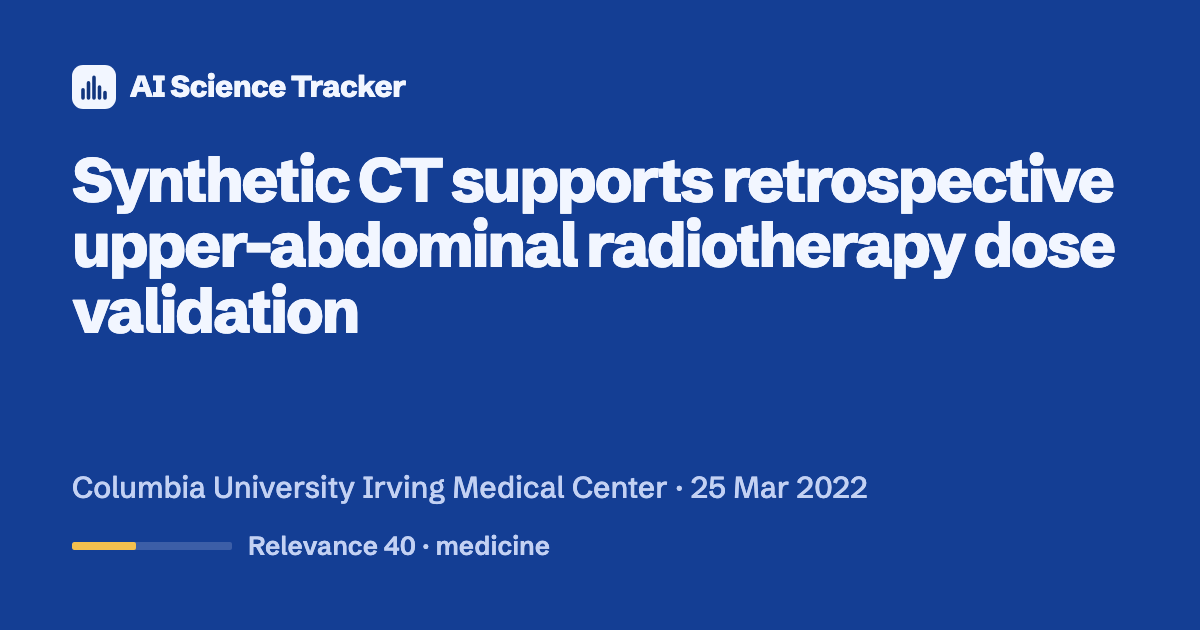 AI Science Tracker
Synthetic CT supports retrospective
upper-abdominal radiotherapy dose
validation
Columbia University Irving Medical Center · 25 Mar 2022
Relevance 40 · medicine